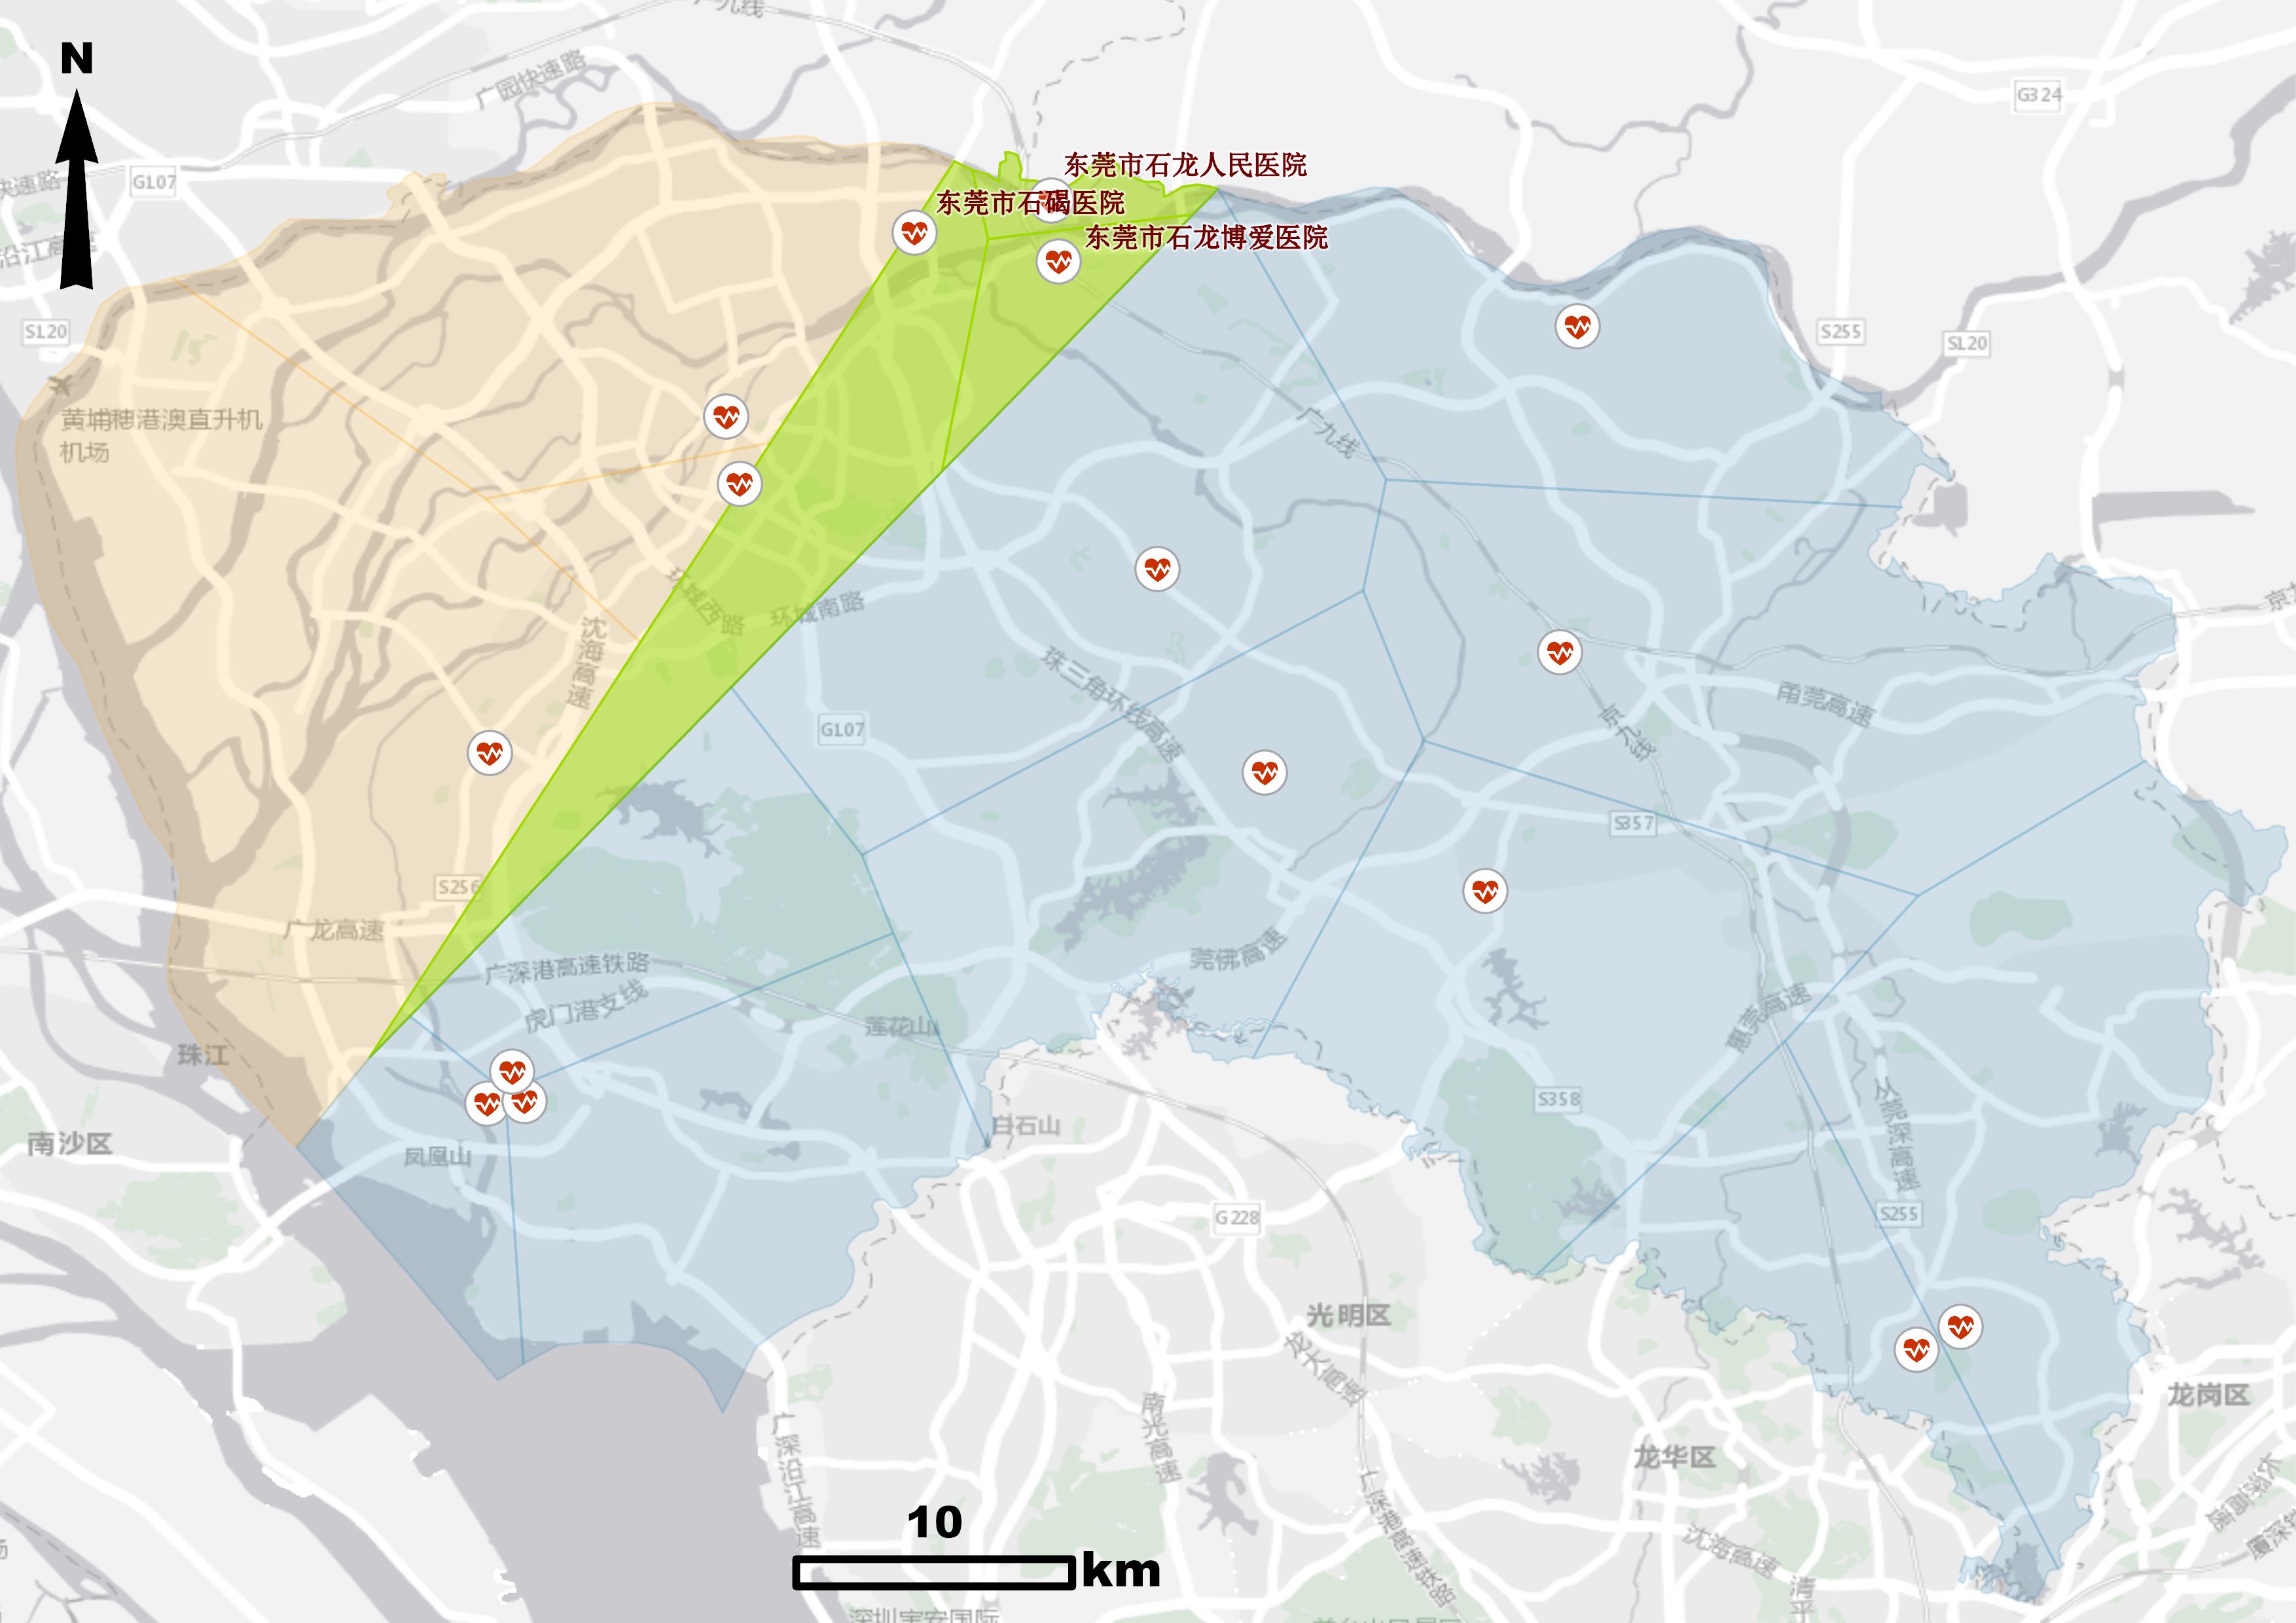 广九线
N
广园快速路
G324
快速路
G107
东莞市石龙人民医院
东莞市石碣医院
东莞市石龙博爱医院
沿江高
S120
S255
S120
黄埔穗港澳直升机
机场
广九线
环城西路
环城南路
沈海高速
珠三角环线高速
G107
京九线
甬莞高速
S357
S256
广龙高速
广深港高速铁路
虎门港支线
莲花山
莞佛高速
惠莞高速
珠江
南沙区
凤凰山
白石山
S358
从莞深高速
G228
S255
光明区
龙大高速
龙岗区
南光高速
广深沿江高速
龙华区
广深港高速铁路
沈海高速
清平
10
km
深圳宝安国际